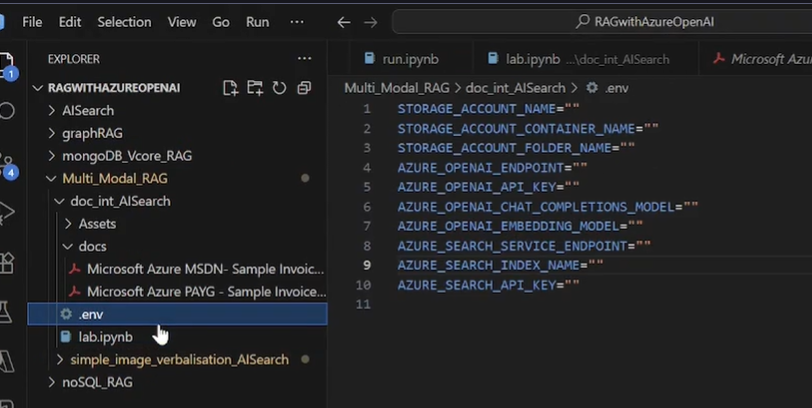 File Edit Selection View Go Run ··· RAGwithAzureOpenAI
EXPLORER ···
RAGWITHAZUREOPENAI
AISearch
graphRAG
mongoDB_Vcore_RAG
Multi_Modal_RAG
doc_int_AISearch
Assets
docs
Microsoft Azure MSDN- Sample Invoic...
Microsoft Azure PAYG - Sample Invoice...
.env
lab.ipynb
simple_image_verbalisation_AISearch
noSQL_RAG
1
4
run.ipynb lab.ipynb ...\doc_int_AISearch Microsoft Azu
Multi_Modal_RAG > doc_int_AISearch > .env
1 STORAGE_ACCOUNT_NAME=""
2 STORAGE_ACCOUNT_CONTAINER_NAME=""
3 STORAGE_ACCOUNT_FOLDER_NAME=""
4 AZURE_OPENAI_ENDPOINT=""
5 AZURE_OPENAI_API_KEY=""
6 AZURE_OPENAI_CHAT_COMPLETIONS_MODEL=""
7 AZURE_OPENAI_EMBEDDING_MODEL=""
8 AZURE_SEARCH_SERVICE_ENDPOINT=""
9 AZURE_SEARCH_INDEX_NAME=""
10 AZURE_SEARCH_API_KEY=""
11